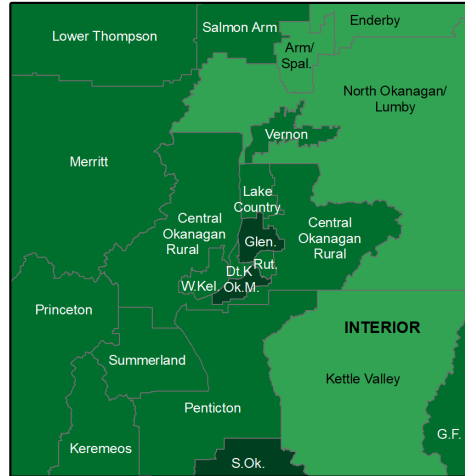 Lower Thompson
Salmon Arm
Enderby
Arm/
Spal.
North Okanagan/
Lumby
Vernon
Merritt
Lake
Country
Central
Okanagan
Rural
Glen.
Central
Okanagan
Rural
Dt.K
Rut.
W.Kel.
Ok.M.
Princeton
INTERIOR
Summerland
Kettle Valley
Penticton
Keremeos
G.F.
S.Ok.